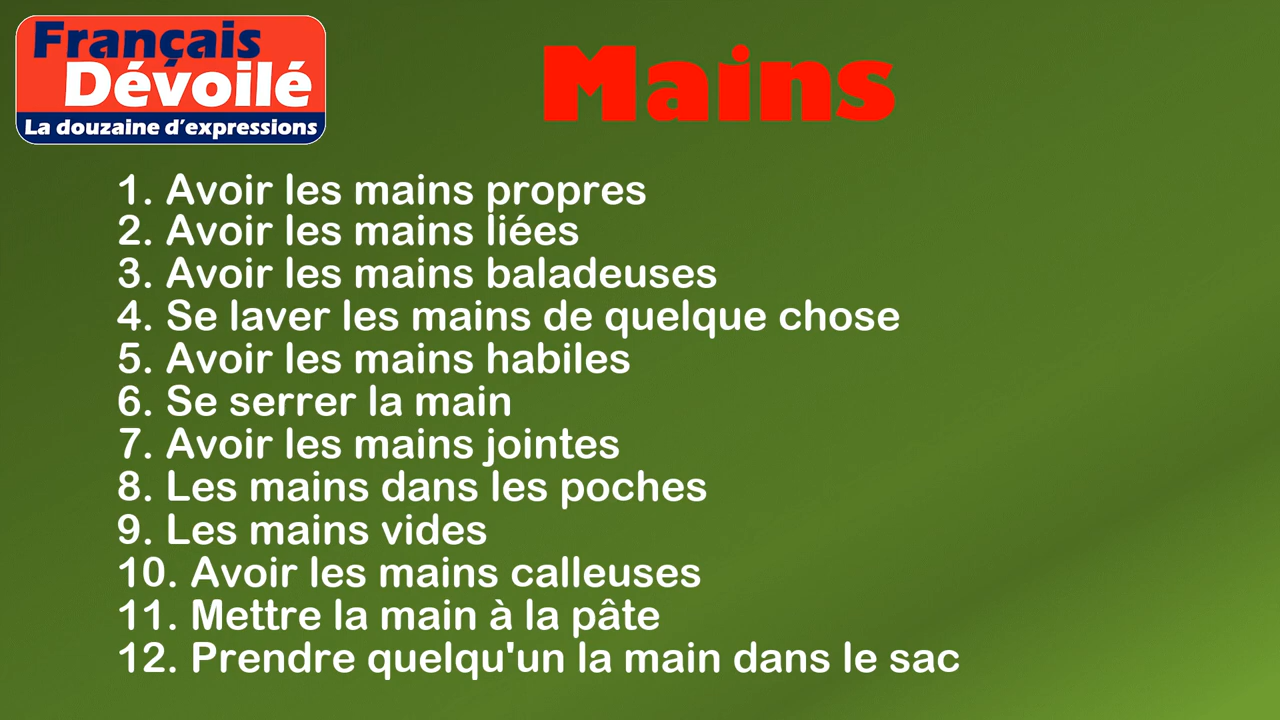 Français
Dévoilé
La douzaine d'expressions
Mains
1. Avoir les mains propres
2. Avoir les mains liées
3. Avoir les mains baladeuses
4. Se laver les mains de quelque chose
5. Avoir les mains habiles
6. Se serrer la main
7. Avoir les mains jointes
8. Les mains dans les poches
9. Les mains vides
10. Avoir les mains calleuses
11. Mettre la main à la pâte
12. Prendre quelqu'un la main dans le sac